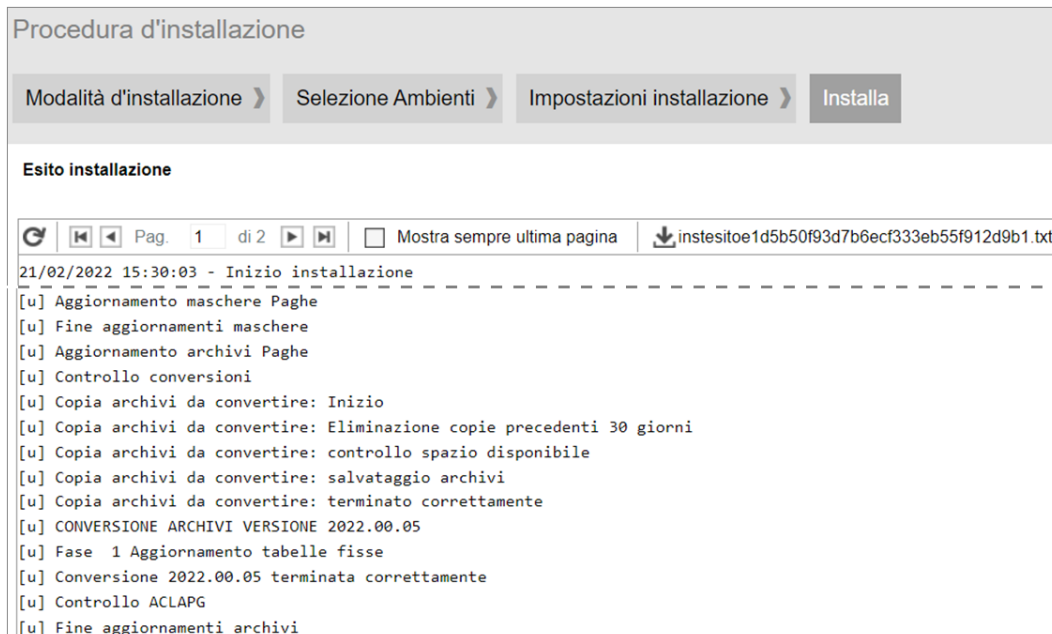 Procedura d'installazione
Modalità d'installazione ❱ Selezione Ambienti ❱ Impostazioni installazione ❱ Installa
Esito installazione
Pag. 1 di 2 Mostra sempre ultima pagina instesitoe1d5b50f93d7b6ecf333eb55f912d9b1.txt
21/02/2022 15:30:03 - Inizio installazione
[u] Aggiornamento maschere Paghe
[u] Fine aggiornamenti maschere
[u] Aggiornamento archivi Paghe
[u] Controllo conversioni
[u] Copia archivi da convertire: Inizio
[u] Copia archivi da convertire: Eliminazione copie precedenti 30 giorni
[u] Copia archivi da convertire: controllo spazio disponibile
[u] Copia archivi da convertire: salvataggio archivi
[u] Copia archivi da convertire: terminato correttamente
[u] CONVERSIONE ARCHIVI VERSIONE 2022.00.05
[u] Fase  1 Aggiornamento tabelle fisse
[u] Conversione 2022.00.05 terminata correttamente
[u] Controllo ACLAPG
[u] Fine aggiornamenti archivi